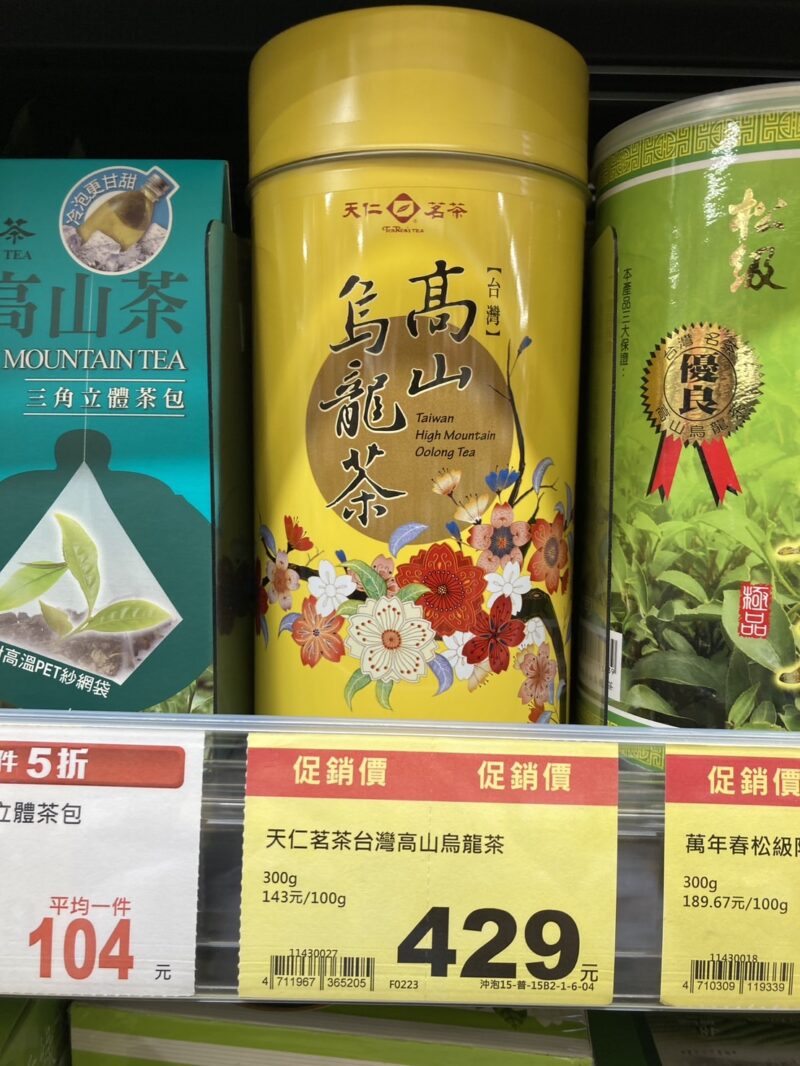 冷泡更甘甜
茶
TEA
高山茶
MOUNTAIN TEA
三角立體茶包
高溫PET紗網袋
天仁 茗茶
TenRen's TEA
【台灣】
高山
烏龍茶
Taiwan
High Mountain
Oolong Tea
松級
本產品三大保證：
台灣名茶
優良
高山烏龍
極品
件5折
立體茶包
平均一件
104元
促銷價 促銷價
天仁茗茶台灣高山烏龍茶
300g
143元/100g
429元
11430027
4 711967 365205
F0223
沖泡15-普-15B2-1-6-04
促銷價
萬年春松級
300g
189.67元/100g
11430018
4 710309 119339